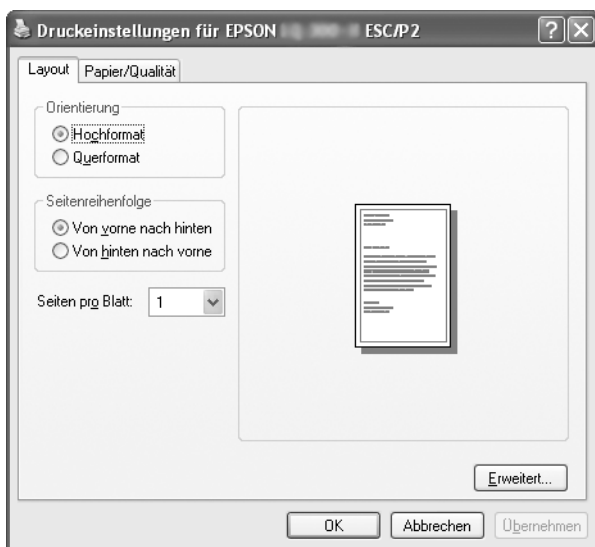 Druckeinstellungen für EPSON ESC/P2
Layout Papier/Qualität
Orientierung
Hochformat
Querformat
Seitenreihenfolge
Von vorne nach hinten
Von hinten nach vorne
Seiten pro Blatt: 1
Erweitert...
OK Abbrechen Übernehmen